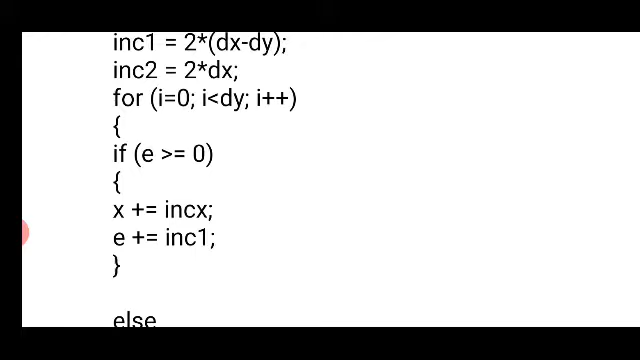 inc1 = 2*(dx-dy);
inc2 = 2*dx;
for (i=0; i<dy; i++)
{
if (e >= 0)
{
x += incx;
e += inc1;
}
else